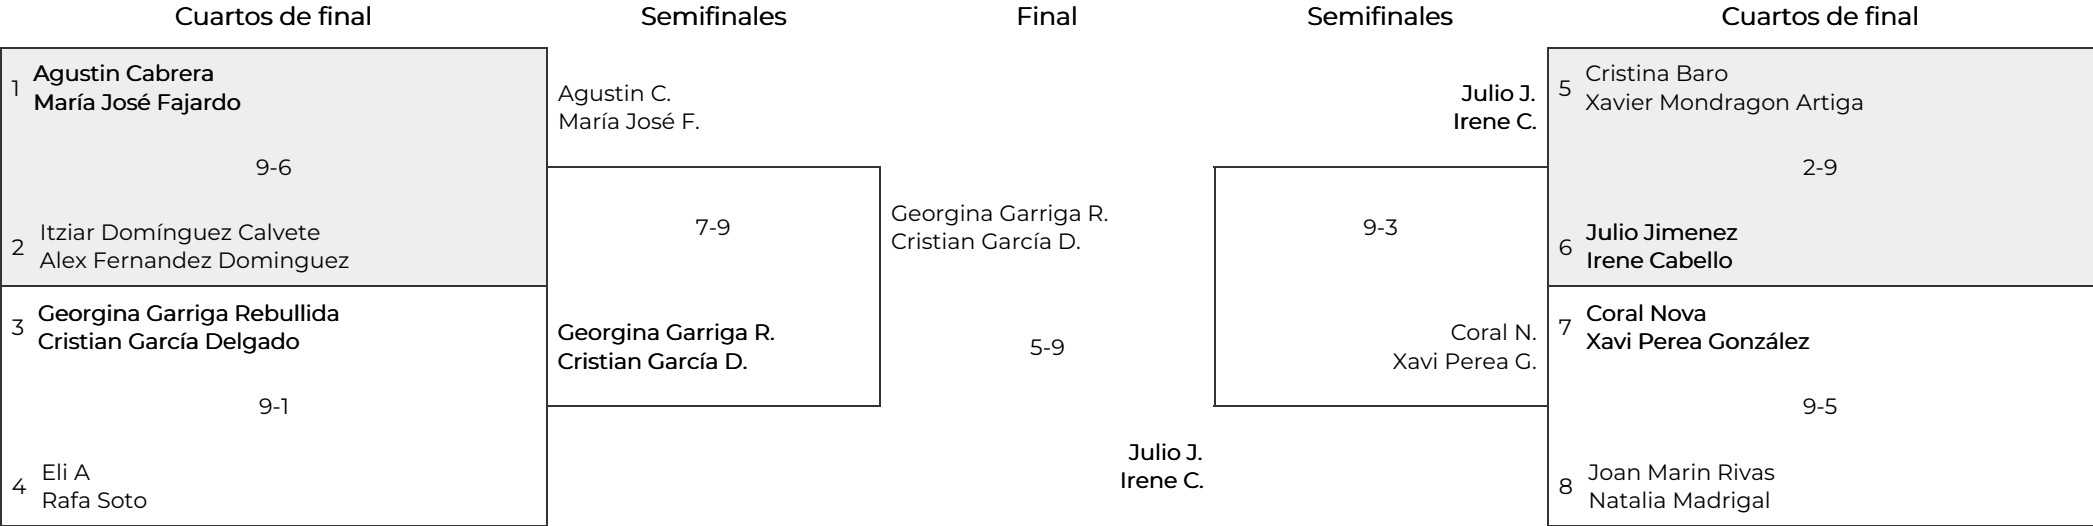 Cuartos de final
Semifinales
Final
Semifinales
Cuartos de final
1
Agustin Cabrera
María José Fajardo
9-6
2
Itziar Domínguez Calvete
Alex Fernandez Dominguez
3
Georgina Garriga Rebullida
Cristian García Delgado
9-1
4
Eli A
Rafa Soto
Agustin C.
María José F.
7-9
Georgina Garriga R.
Cristian García D.
Georgina Garriga R.
Cristian García D.
5-9
Julio J.
Irene C.
Julio J.
Irene C.
9-3
Coral N.
Xavi Perea G.
5
Cristina Baro
Xavier Mondragon Artiga
2-9
6
Julio Jimenez
Irene Cabello
7
Coral Nova
Xavi Perea González
9-5
8
Joan Marin Rivas
Natalia Madrigal